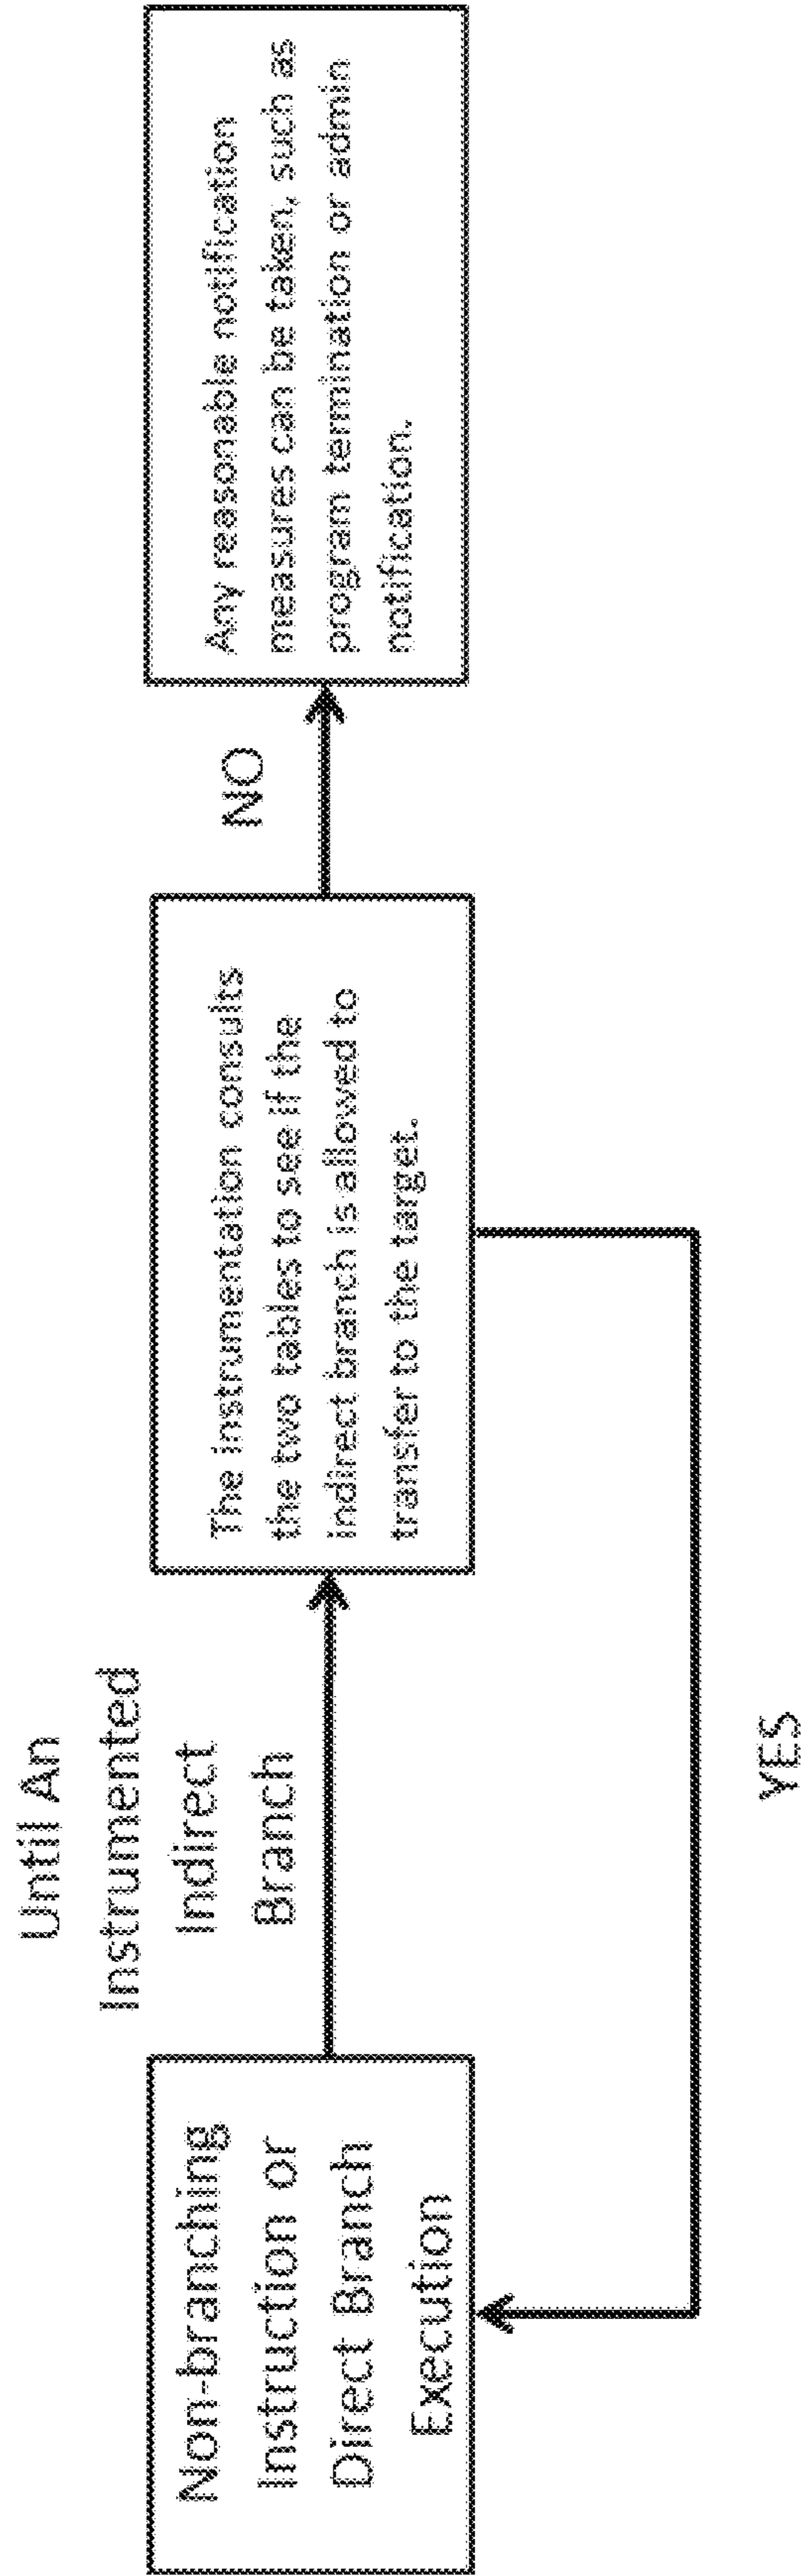 Non-branching
Instruction or
Direct Branch
Execution
Until An
Instrumented
Indirect
Branch
The instrumentation consults
the two tables to see if the
indirect branch is allowed to
transfer to the target.
NO
Any reasonable notification
measures can be taken, such as
program termination or admin
notification.
YES